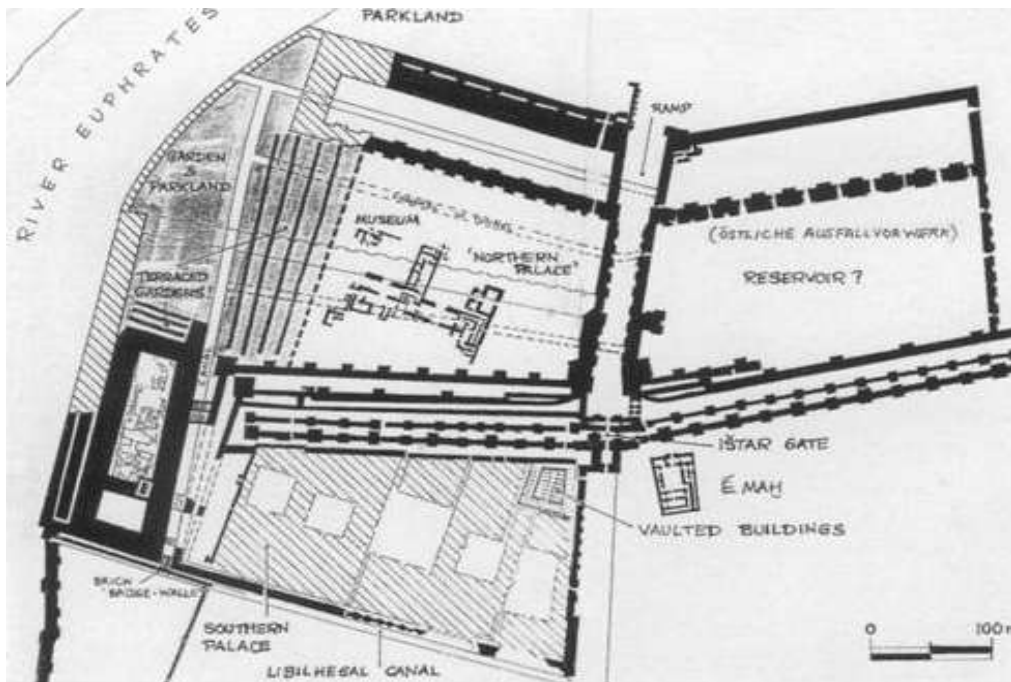 PARKLAND
RIVER EUPHRATES
RAMP
GARDEN
&
PARKLAND
MUSEUM
'NORTHERN
PALACE'
(ÖSTLICHE AUSFALLVORWERK)
RESERVOIR?
TERRACED
GARDENS?
IŠTAR GATE
EMAH
VAULTED BUILDINGS
BRICK
BRIDGE-WALLS
SOUTHERN
PALACE
LIBILHEGAL CANAL
0 100 m